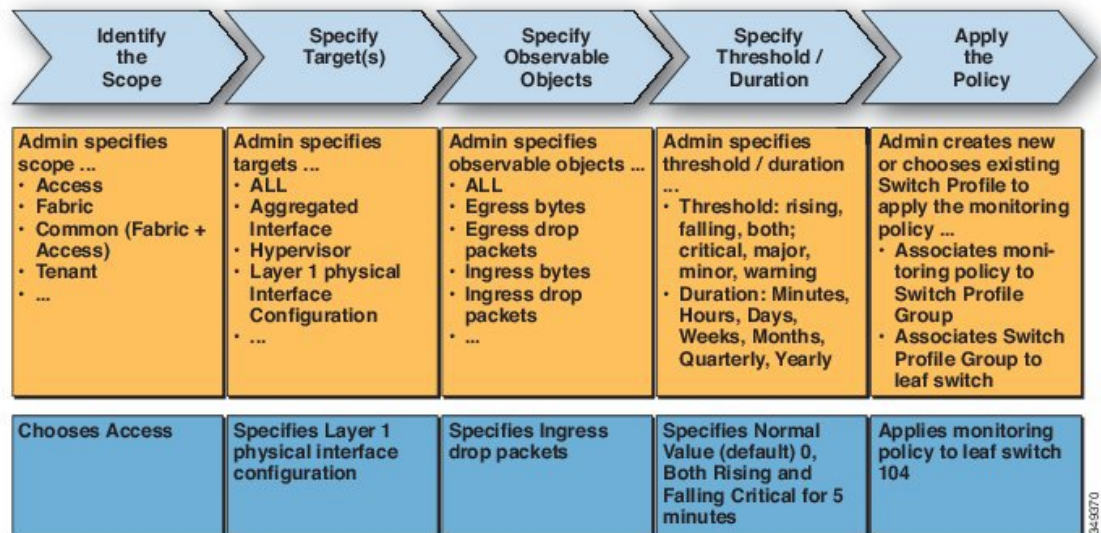 Identify
the
Scope
Specify
Target(s)
Specify
Observable
Objects
Specify
Threshold /
Duration
Apply
the
Policy
Admin specifies
scope ...
• Access
• Fabric
• Common (Fabric +
Access)
• Tenant
• ...
Admin specifies
targets ...
• ALL
• Aggregated
Interface
• Hypervisor
• Layer 1 physical
Interface
Configuration
• ...
Admin specifies
observable objects ...
• ALL
• Egress bytes
• Egress drop
packets
• Ingress bytes
• Ingress drop
packets
• ...
Admin specifies
threshold / duration
...
• Threshold: rising,
falling, both;
critical, major,
minor, warning
• Duration: Minutes,
Hours, Days,
Weeks, Months,
Quarterly, Yearly
Admin creates new
or chooses existing
Switch Profile to
apply the monitoring
policy ...
• Associates moni-
toring policy to
Switch Profile
Group
• Associates Switch
Profile Group to
leaf switch
Chooses Access
Specifies Layer 1
physical interface
configuration
Specifies Ingress
drop packets
Specifies Normal
Value (default) 0,
Both Rising and
Falling Critical for 5
minutes
Applies monitoring
policy to leaf switch
104
349370